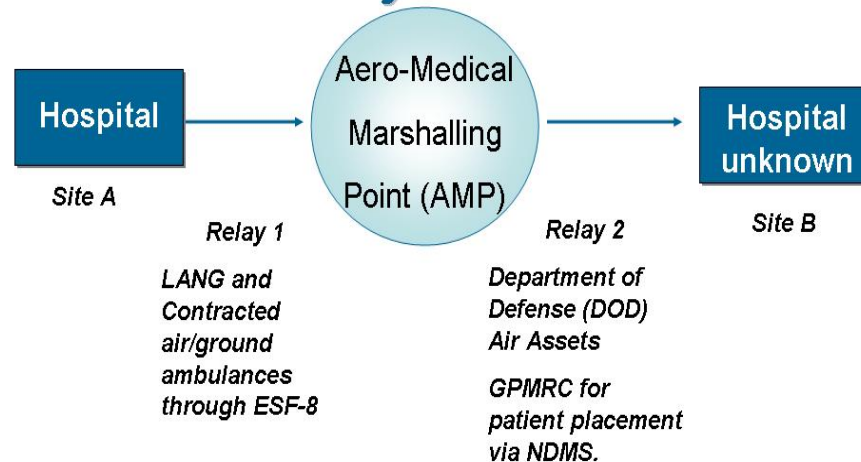 Hospital
Site A
Aero-Medical
Marshalling
Point (AMP)
Hospital
unknown
Site B
Relay 1
LANG and
Contracted
air/ground
ambulances
through ESF-8
Relay 2
Department of
Defense (DOD)
Air Assets
GPMRC for
patient placement
via NDMS.